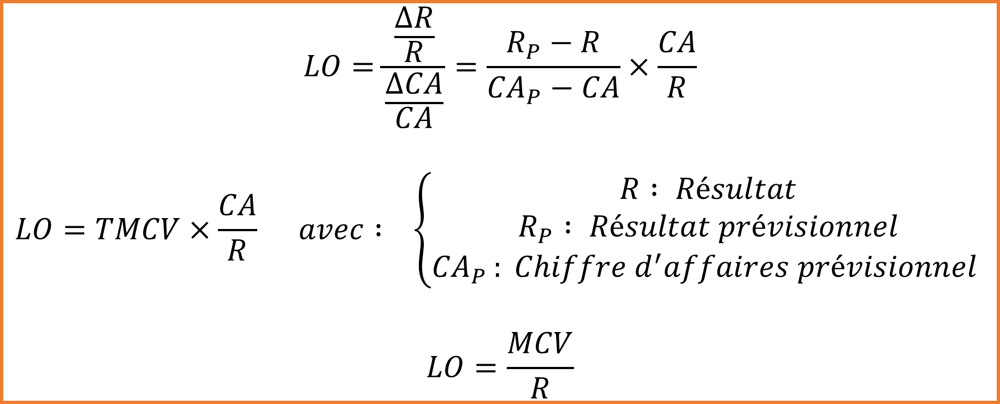 LO = (ΔR/R)/(ΔCA/CA) = (R_P − R)/(CA_P − CA) × CA/R
R : Résultat
LO = TMCV × CA/R avec : { R_P : Résultat prévisionnel
CA_P : Chiffre d'affaires prévisionnel
LO = MCV/R